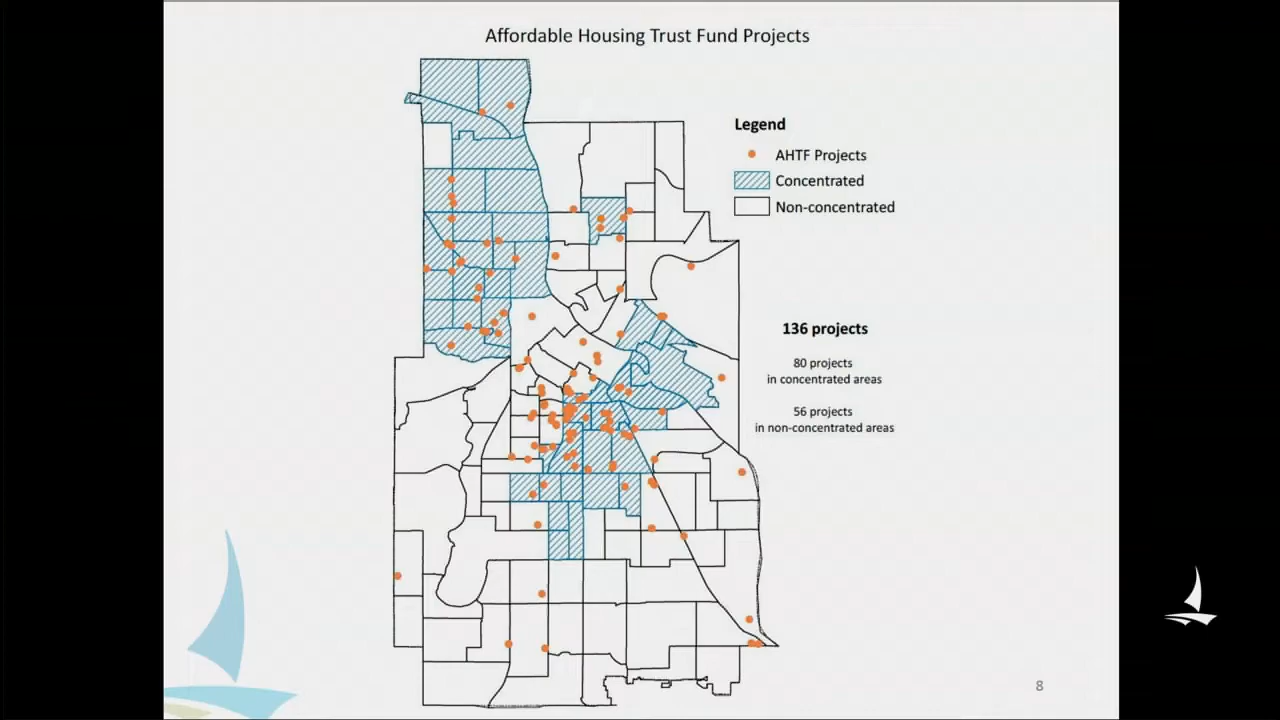 Affordable Housing Trust Fund Projects
Legend
AHTF Projects
Concentrated
Non-concentrated
136 projects
80 projects
in concentrated areas
56 projects
in non-concentrated areas
8